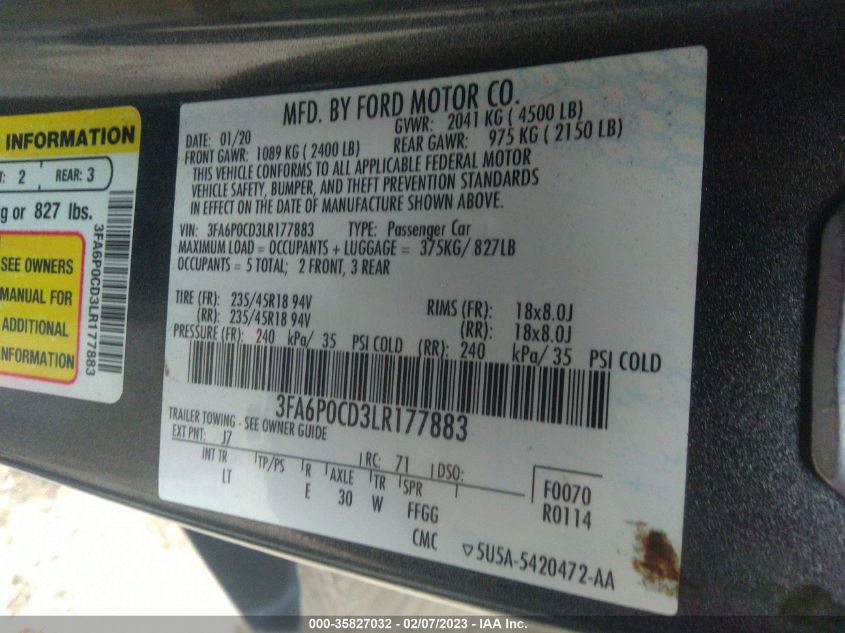 INFORMATION
2 REAR: 3
g or 827 lbs.
SEE OWNERS
MANUAL FOR
ADDITIONAL
INFORMATION
3FA6P0CD3LR177883
MFD. BY FORD MOTOR CO.
DATE: 01/20 GVWR: 2041 KG ( 4500 LB)
FRONT GAWR: 1089 KG ( 2400 LB) REAR GAWR: 975 KG ( 2150 LB)
THIS VEHICLE CONFORMS TO ALL APPLICABLE FEDERAL MOTOR
VEHICLE SAFETY, BUMPER, AND THEFT PREVENTION STANDARDS
IN EFFECT ON THE DATE OF MANUFACTURE SHOWN ABOVE.
VIN: 3FA6P0CD3LR177883 TYPE: Passenger Car
MAXIMUM LOAD = OCCUPANTS + LUGGAGE = 375KG/ 827LB
OCCUPANTS = 5 TOTAL; 2 FRONT, 3 REAR
TIRE (FR): 235/45R18 94V RIMS (FR): 18x8.0J
(RR): 235/45R18 94V (RR): 18x8.0J
PRESSURE (FR): 240 kPa/ 35 PSI COLD (RR): 240 kPa/ 35 PSI COLD
3FA6P0CD3LR177883
TRAILER TOWING - SEE OWNER GUIDE
EXT PNT: J7 RC: 71 DSO:
INT TR TP/PS R AXLE TR SPR F0070
LT E 30 W FFGG R0114
CMC 5U5A-5420472-AA
000-35827032 - 02/07/2023 - IAA Inc.